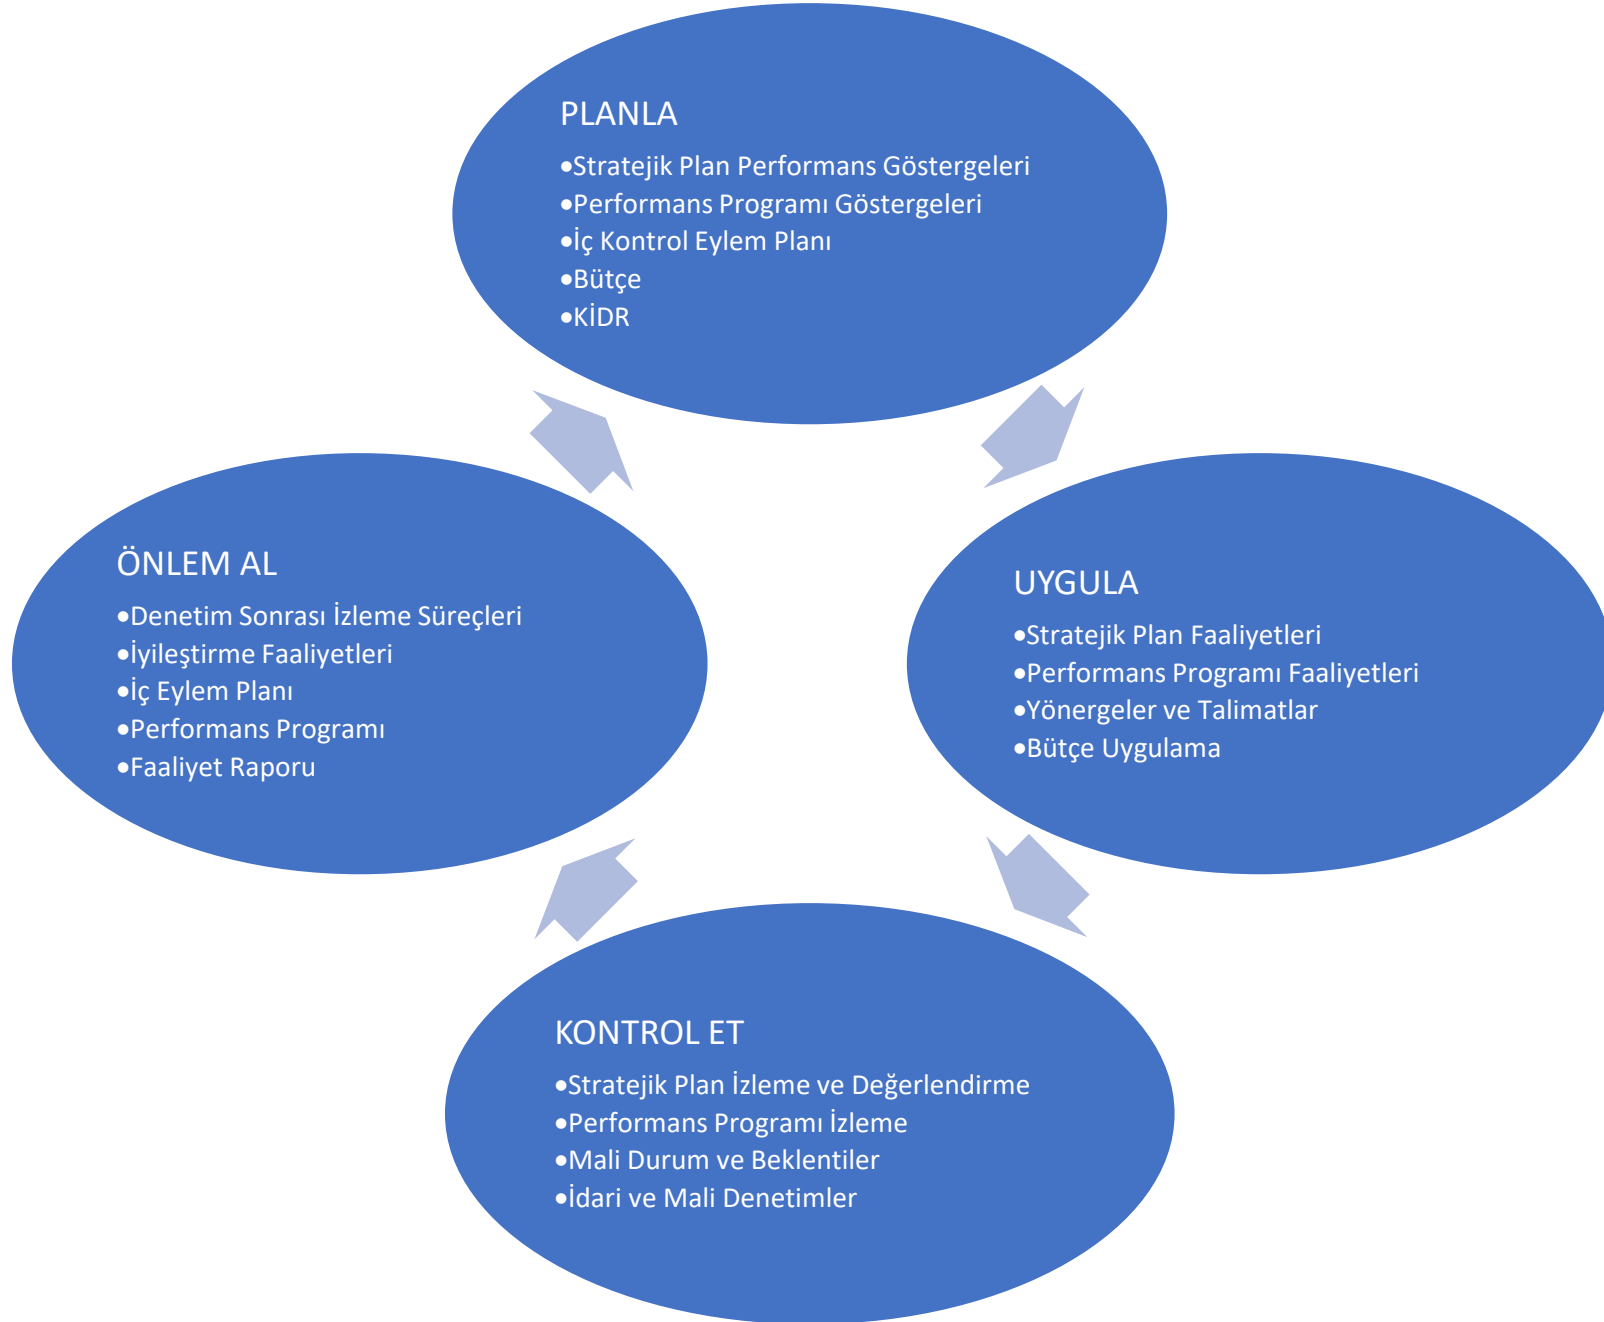 PLANLA
•Stratejik Plan Performans Göstergeleri
•Performans Programı Göstergeleri
•İç Kontrol Eylem Planı
•Bütçe
•KİDR
ÖNLEM AL
•Denetim Sonrası İzleme Süreçleri
•İyileştirme Faaliyetleri
•İç Eylem Planı
•Performans Programı
•Faaliyet Raporu
UYGULA
•Stratejik Plan Faaliyetleri
•Performans Programı Faaliyetleri
•Yönergeler ve Talimatlar
•Bütçe Uygulama
KONTROL ET
•Stratejik Plan İzleme ve Değerlendirme
•Performans Programı İzleme
•Mali Durum ve Beklentiler
•İdari ve Mali Denetimler